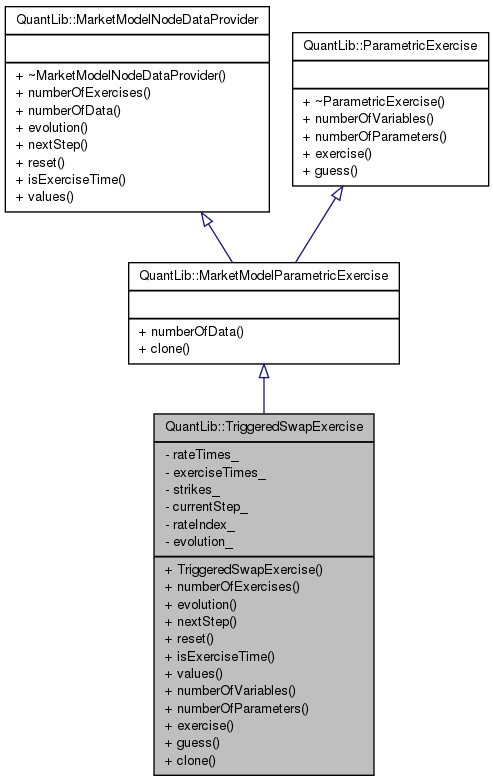 QuantLib::MarketModelNodeDataProvider
+ ~MarketModelNodeDataProvider()
+ numberOfExercises()
+ numberOfData()
+ evolution()
+ nextStep()
+ reset()
+ isExerciseTime()
+ values()
QuantLib::ParametricExercise
+ ~ParametricExercise()
+ numberOfVariables()
+ numberOfParameters()
+ exercise()
+ guess()
QuantLib::MarketModelParametricExercise
+ numberOfData()
+ clone()
QuantLib::TriggeredSwapExercise
- rateTimes_
- exerciseTimes_
- strikes_
- currentStep_
- rateIndex_
- evolution_
+ TriggeredSwapExercise()
+ numberOfExercises()
+ evolution()
+ nextStep()
+ reset()
+ isExerciseTime()
+ values()
+ numberOfVariables()
+ numberOfParameters()
+ exercise()
+ guess()
+ clone()